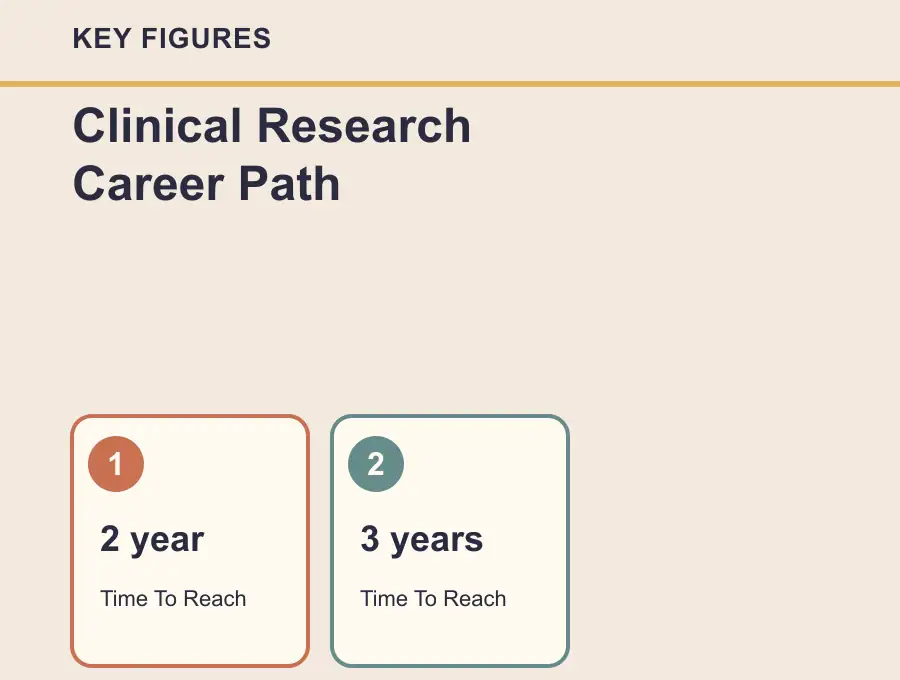 KEY FIGURES
Clinical Research
Career Path
1
2
2 year
3 years
Time To Reach
Time To Reach